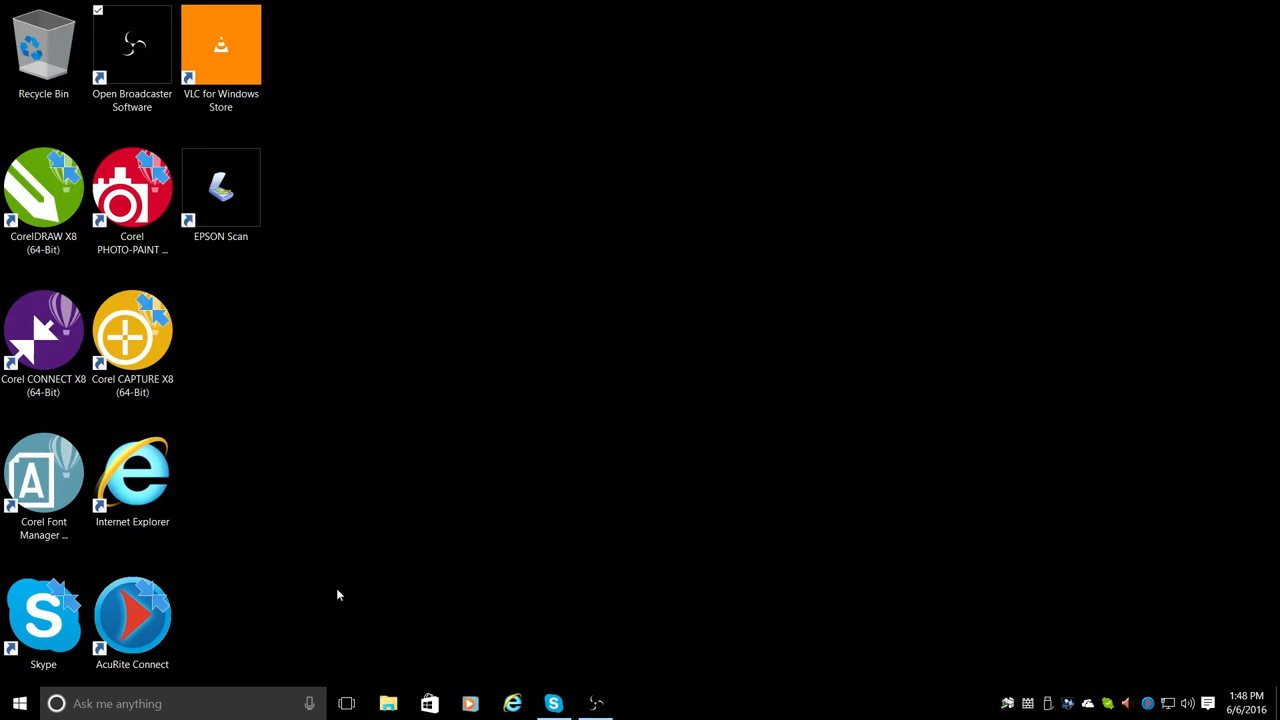 Recycle Bin
Open Broadcaster
Software
VLC for Windows
Store
CorelDRAW X8
(64-Bit)
Corel
PHOTO-PAINT ...
EPSON Scan
Corel CONNECT X8
(64-Bit)
Corel CAPTURE X8
(64-Bit)
A
Corel Font
Manager ...
Internet Explorer
S
Skype
AcuRite Connect
Ask me anything
1:48 PM
6/6/2016